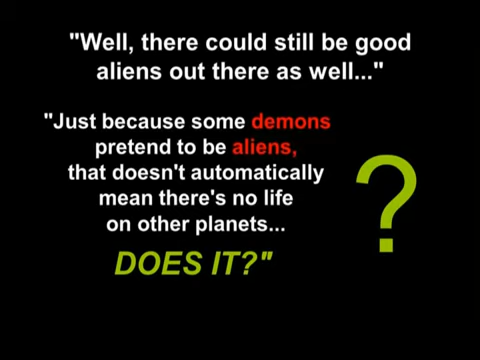 "Well, there could still be good
aliens out there as well..."
"Just because some demons
pretend to be aliens,
that doesn't automatically
mean there's no life
on other planets...
DOES IT?"
?